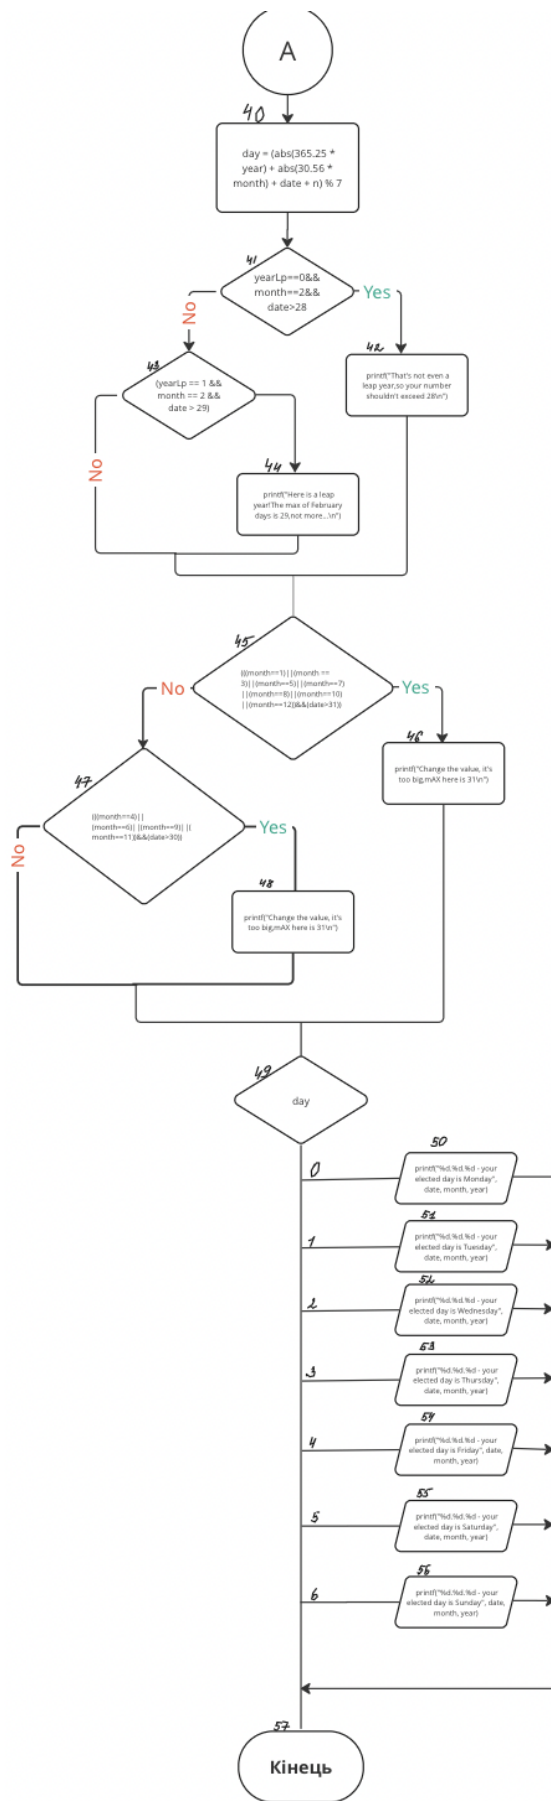 A
40
day = (abs(365.25 *
year) + abs(30.56 *
month) + date + n) % 7
41
yearLp==0&&
month==2&&
date>28
Yes
No
42
printf("That's not even a
leap year,so your number
shouldn't exceed 28\n")
43
(yearLp == 1 &&
month == 2 &&
date > 29)
No
44
printf("Here is a leap
year!The max of February
days is 29,not more...\n")
45
(((month==1)||(month ==
3)||(month==5)||(month==7)
||(month==8)||(month==10)
||(month==12))&&(date>31))
No
Yes
46
printf("Change the value, it's
too big,mAX here is 31\n")
47
(((month==4)||
(month==6)||(month==9)||(
month==11))&&(date>30))
Yes
No
48
printf("Change the value, it's
too big,mAX here is 31\n")
49
day
50
0
printf("%d.%d.%d - your
elected day is Monday",
date, month, year)
51
1
printf("%d.%d.%d - your
elected day is Tuesday",
date, month, year)
52
2
printf("%d.%d.%d - your
elected day is Wednesday",
date, month, year)
53
3
printf("%d.%d.%d - your
elected day is Thursday",
date, month, year)
54
4
printf("%d.%d.%d - your
elected day is Friday", date,
month, year)
55
5
printf("%d.%d.%d - your
elected day is Saturday",
date, month, year)
56
6
printf("%d.%d.%d - your
elected day is Sunday", date,
month, year)
57
Кінець